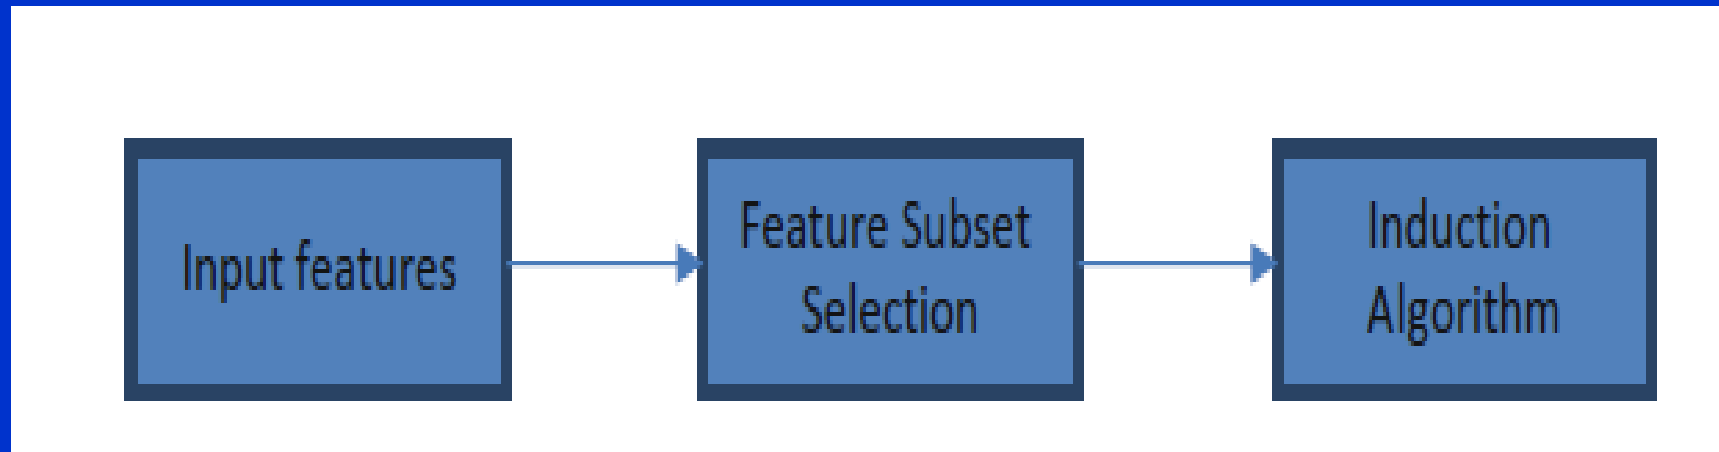 Input features
Feature Subset
Selection
Induction
Algorithm